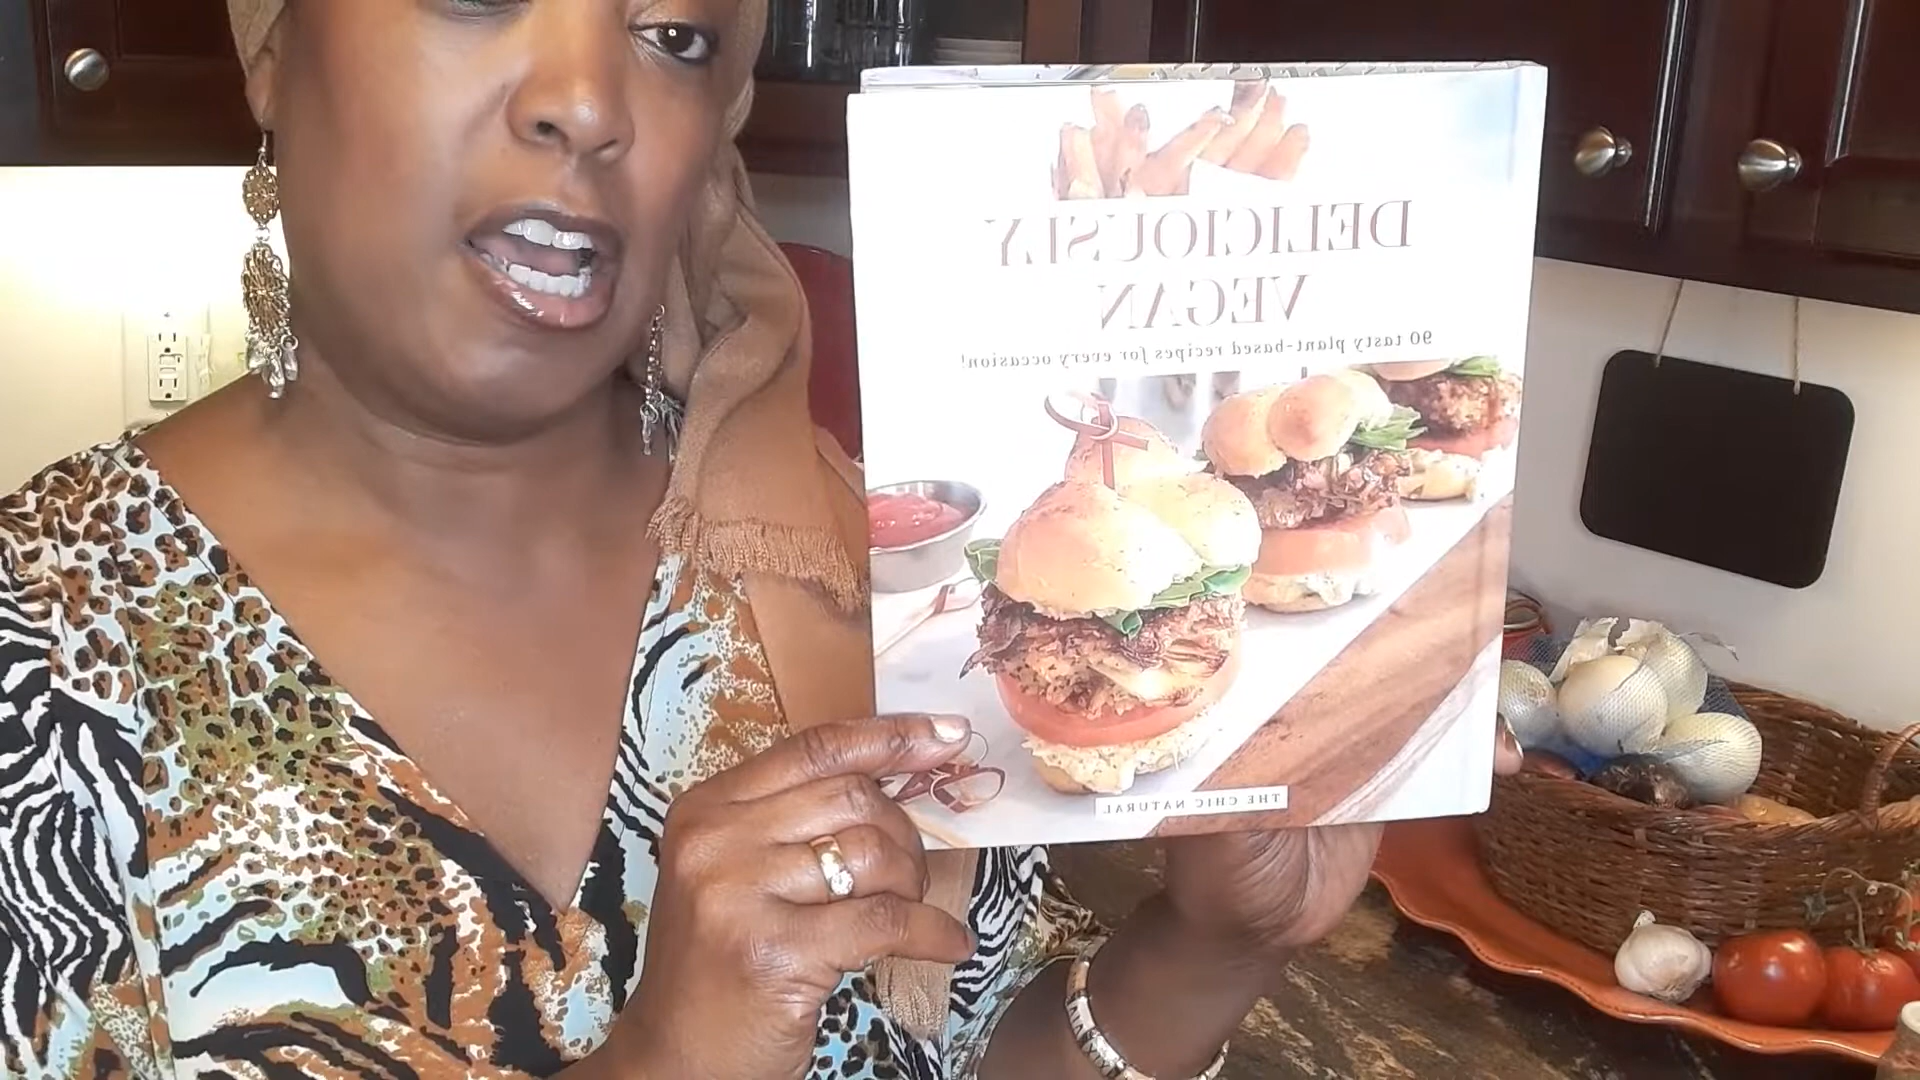 DELICIOUSLY
VEGAN
90 tasty plant-based recipes for every occasion!
THE CHIC NATURAL